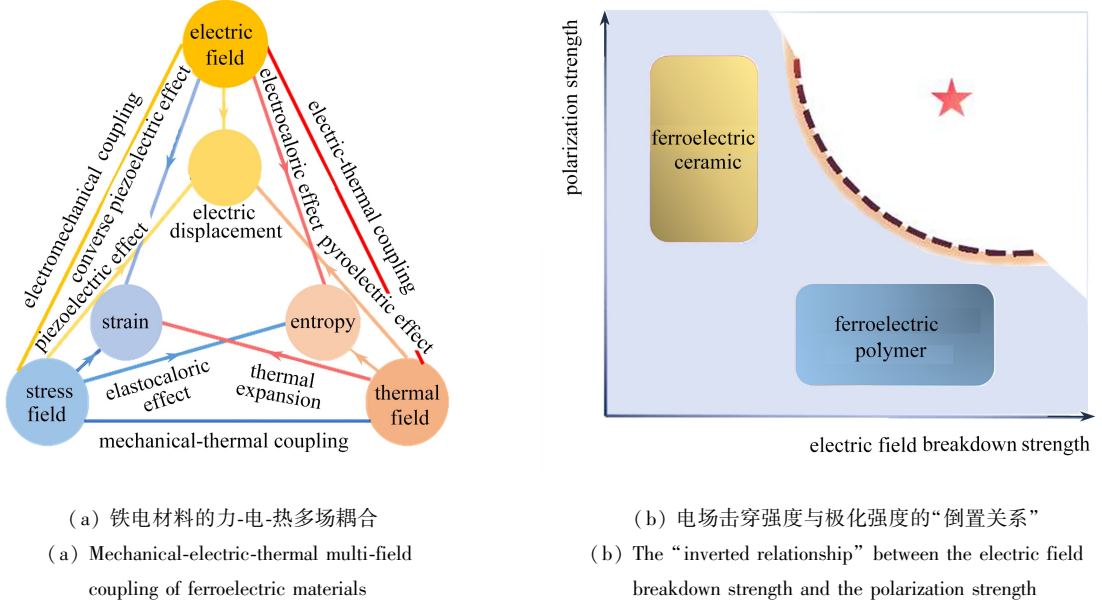 electric
field
electromechanical coupling
converse piezoelectric effect
piezoelectric effect
electrocaloric effect
electric-thermal coupling
pyroelectric effect
electric
displacement
strain
entropy
stress
field
elastocaloric
effect
thermal
expansion
thermal
field
mechanical-thermal coupling
(a) 铁电材料的力-电-热多场耦合
(a) Mechanical-electric-thermal multi-field
coupling of ferroelectric materials
polarization strength
ferroelectric
ceramic
ferroelectric
polymer
electric field breakdown strength
(b) 电场击穿强度与极化强度的“倒置关系”
(b) The “inverted relationship” between the electric field
breakdown strength and the polarization strength